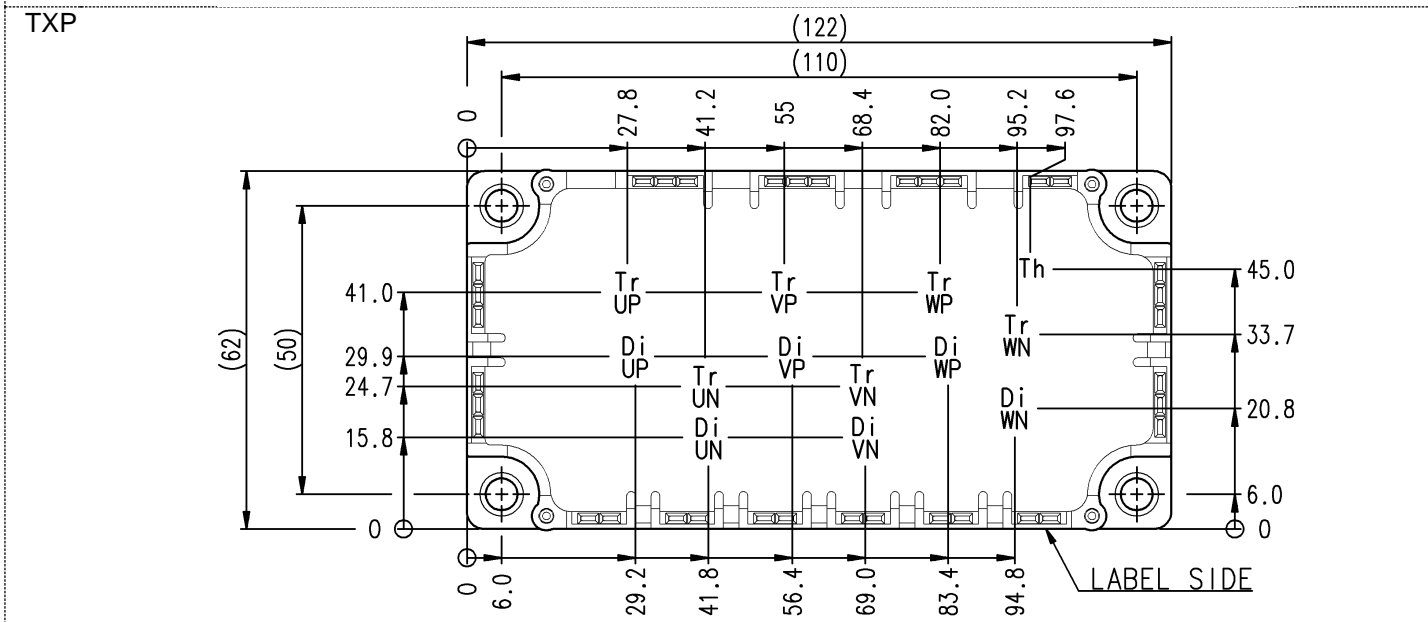 TXP
(122)
(110)
0 27.8 41.2 55 68.4 82.0 95.2 97.6
Th 45.0
41.0 Tr UP Tr VP Tr WP
Tr WN 33.7
(62) (50)
29.9 Di UP Di VP Di WP
24.7 Tr UN Tr VN
Di WN 20.8
15.8 Di UN Di VN
6.0
0 0
0 6.0 29.2 41.8 56.4 69.0 83.4 94.8
LABEL SIDE